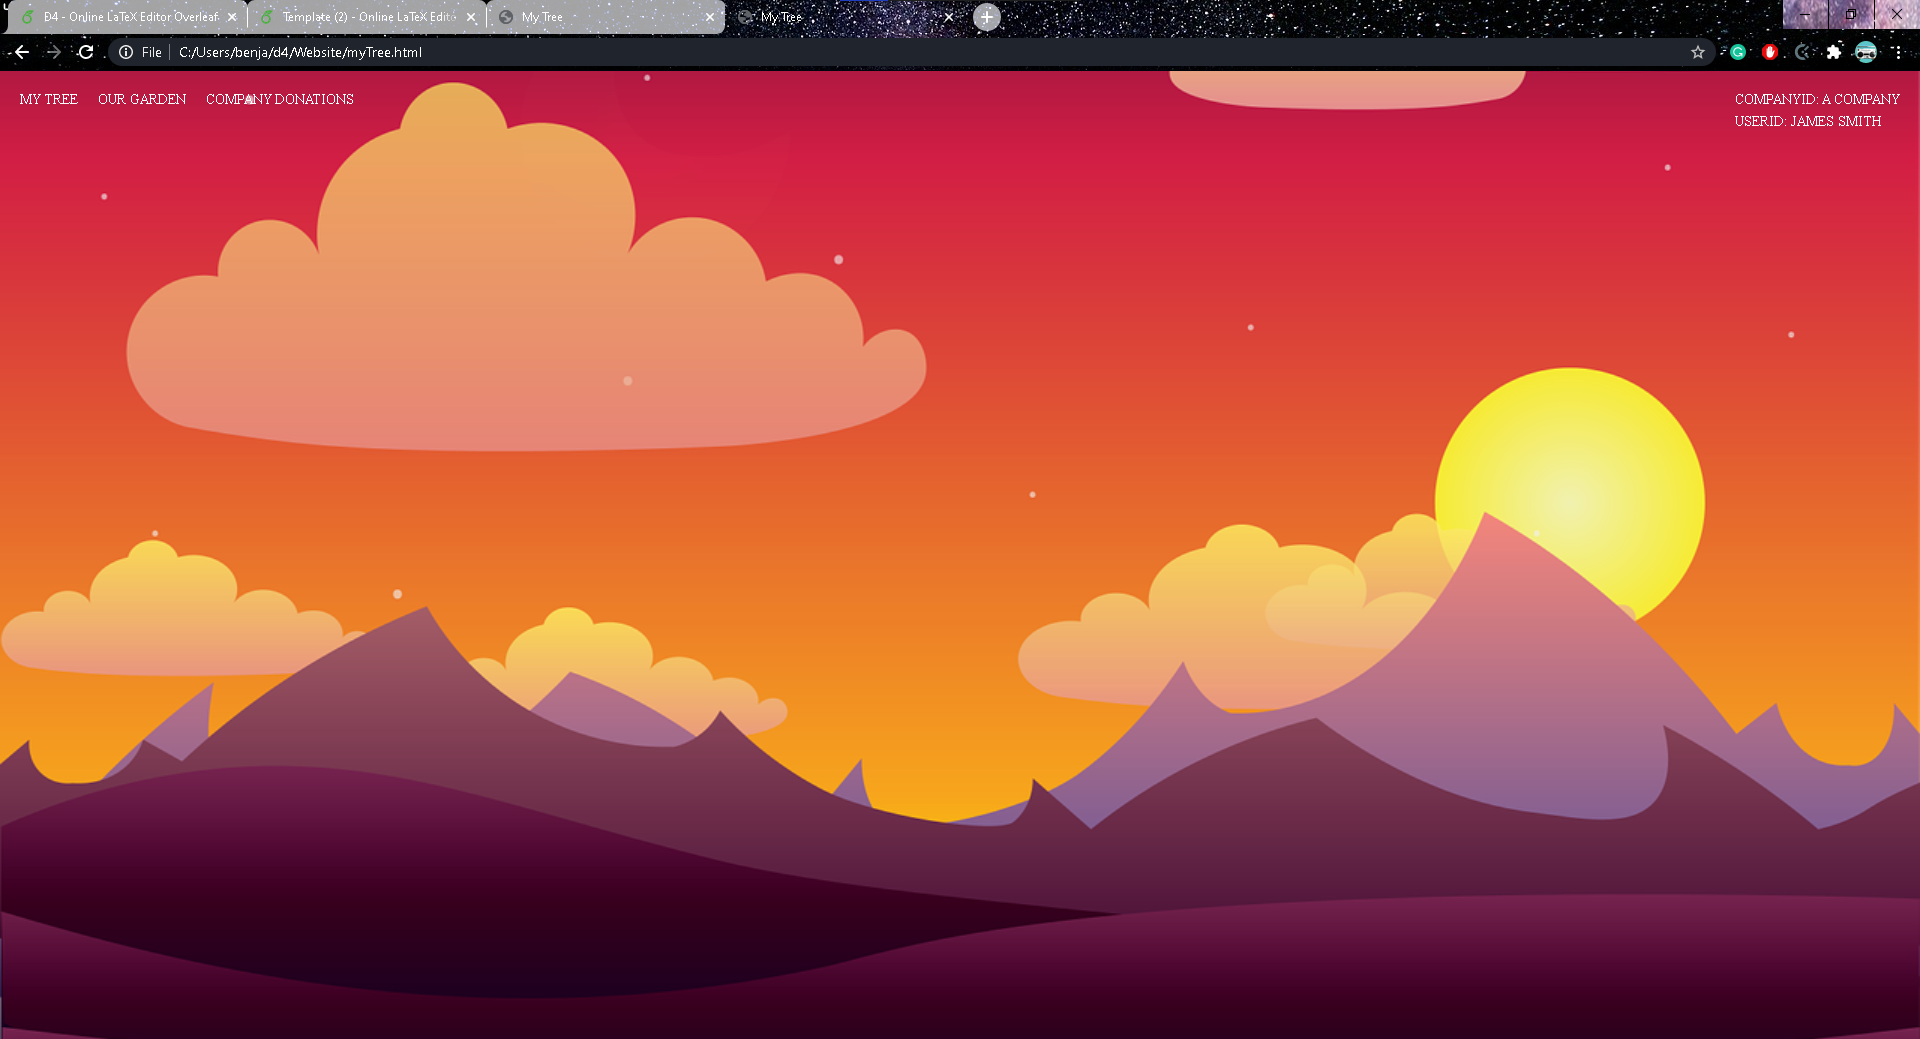 D4 - Online LaTeX Editor Overleaf
Template (2) - Online LaTeX Edito
My Tree
My Tree
File
C:/Users/benja/d4/Website/myTree.html
MY TREE OUR GARDEN COMPANY DONATIONS
COMPANYID: A COMPANY
USERID: JAMES SMITH